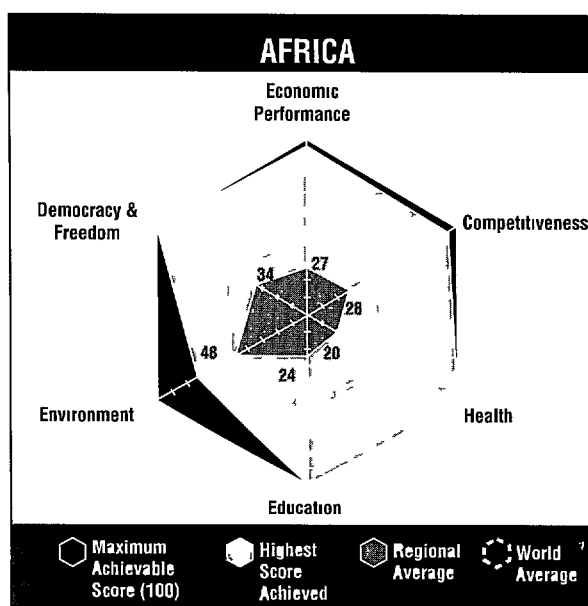 AFRICA
Economic
Performance
Democracy &
Freedom
Competitiveness
27
34
28
48
20
24
Environment
Health
Education
Maximum
Achievable
Score (100)
Highest
Score
Achieved
Regional
Average
World
Average